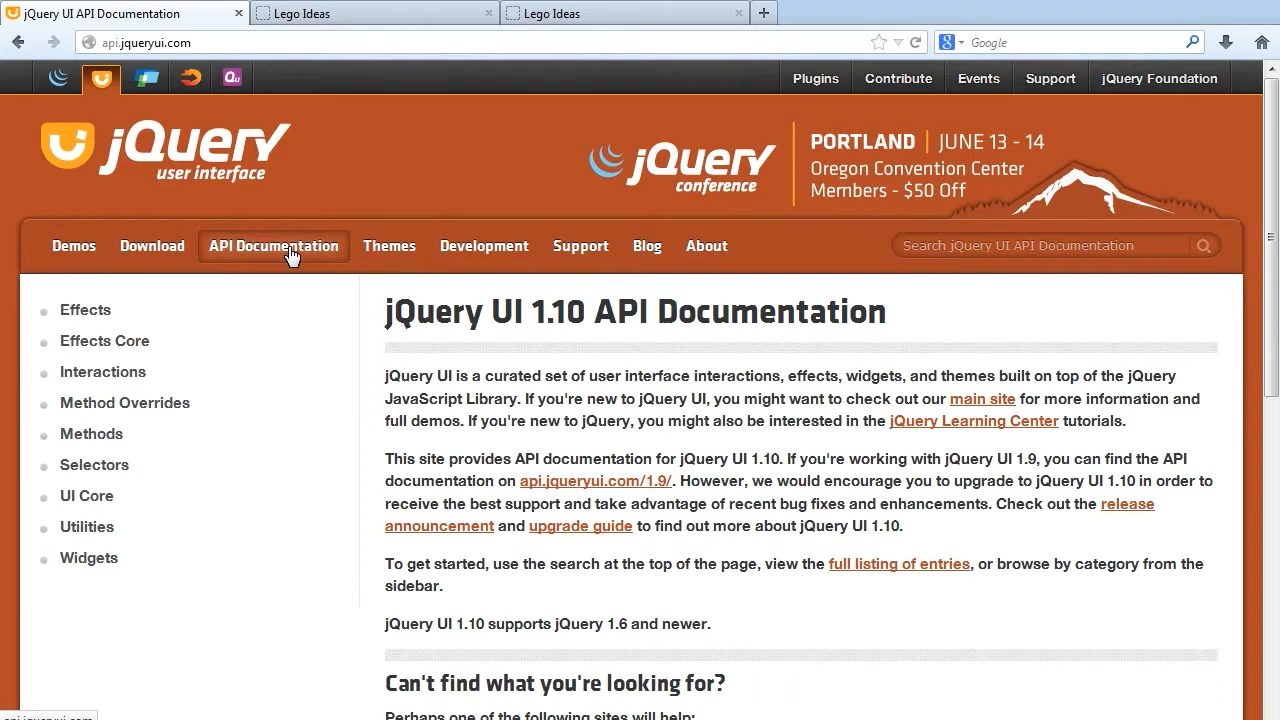 jQuery UI API Documentation
Lego Ideas
Lego Ideas
api.jqueryui.com
Google
Qu
Plugins
Contribute
Events
Support
jQuery Foundation
jQuery
user interface
jQuery
conference
PORTLAND | JUNE 13 - 14
Oregon Convention Center
Members - $50 Off
Demos
Download
API Documentation
Themes
Development
Support
Blog
About
Search jQuery UI API Documentation
Effects
Effects Core
Interactions
Method Overrides
Methods
Selectors
UI Core
Utilities
Widgets
jQuery UI 1.10 API Documentation
jQuery UI is a curated set of user interface interactions, effects, widgets, and themes built on top of the jQuery
JavaScript Library. If you're new to jQuery UI, you might want to check out our main site for more information and
full demos. If you're new to jQuery, you might also be interested in the jQuery Learning Center tutorials.
This site provides API documentation for jQuery UI 1.10. If you're working with jQuery UI 1.9, you can find the API
documentation on api.jqueryui.com/1.9/. However, we would encourage you to upgrade to jQuery UI 1.10 in order to
receive the best support and take advantage of recent bug fixes and enhancements. Check out the release
announcement and upgrade guide to find out more about jQuery UI 1.10.
To get started, use the search at the top of the page, view the full listing of entries, or browse by category from the
sidebar.
jQuery UI 1.10 supports jQuery 1.6 and newer.
Can't find what you're looking for?
Perhaps one of the following sites will help:
api.jqueryui.com